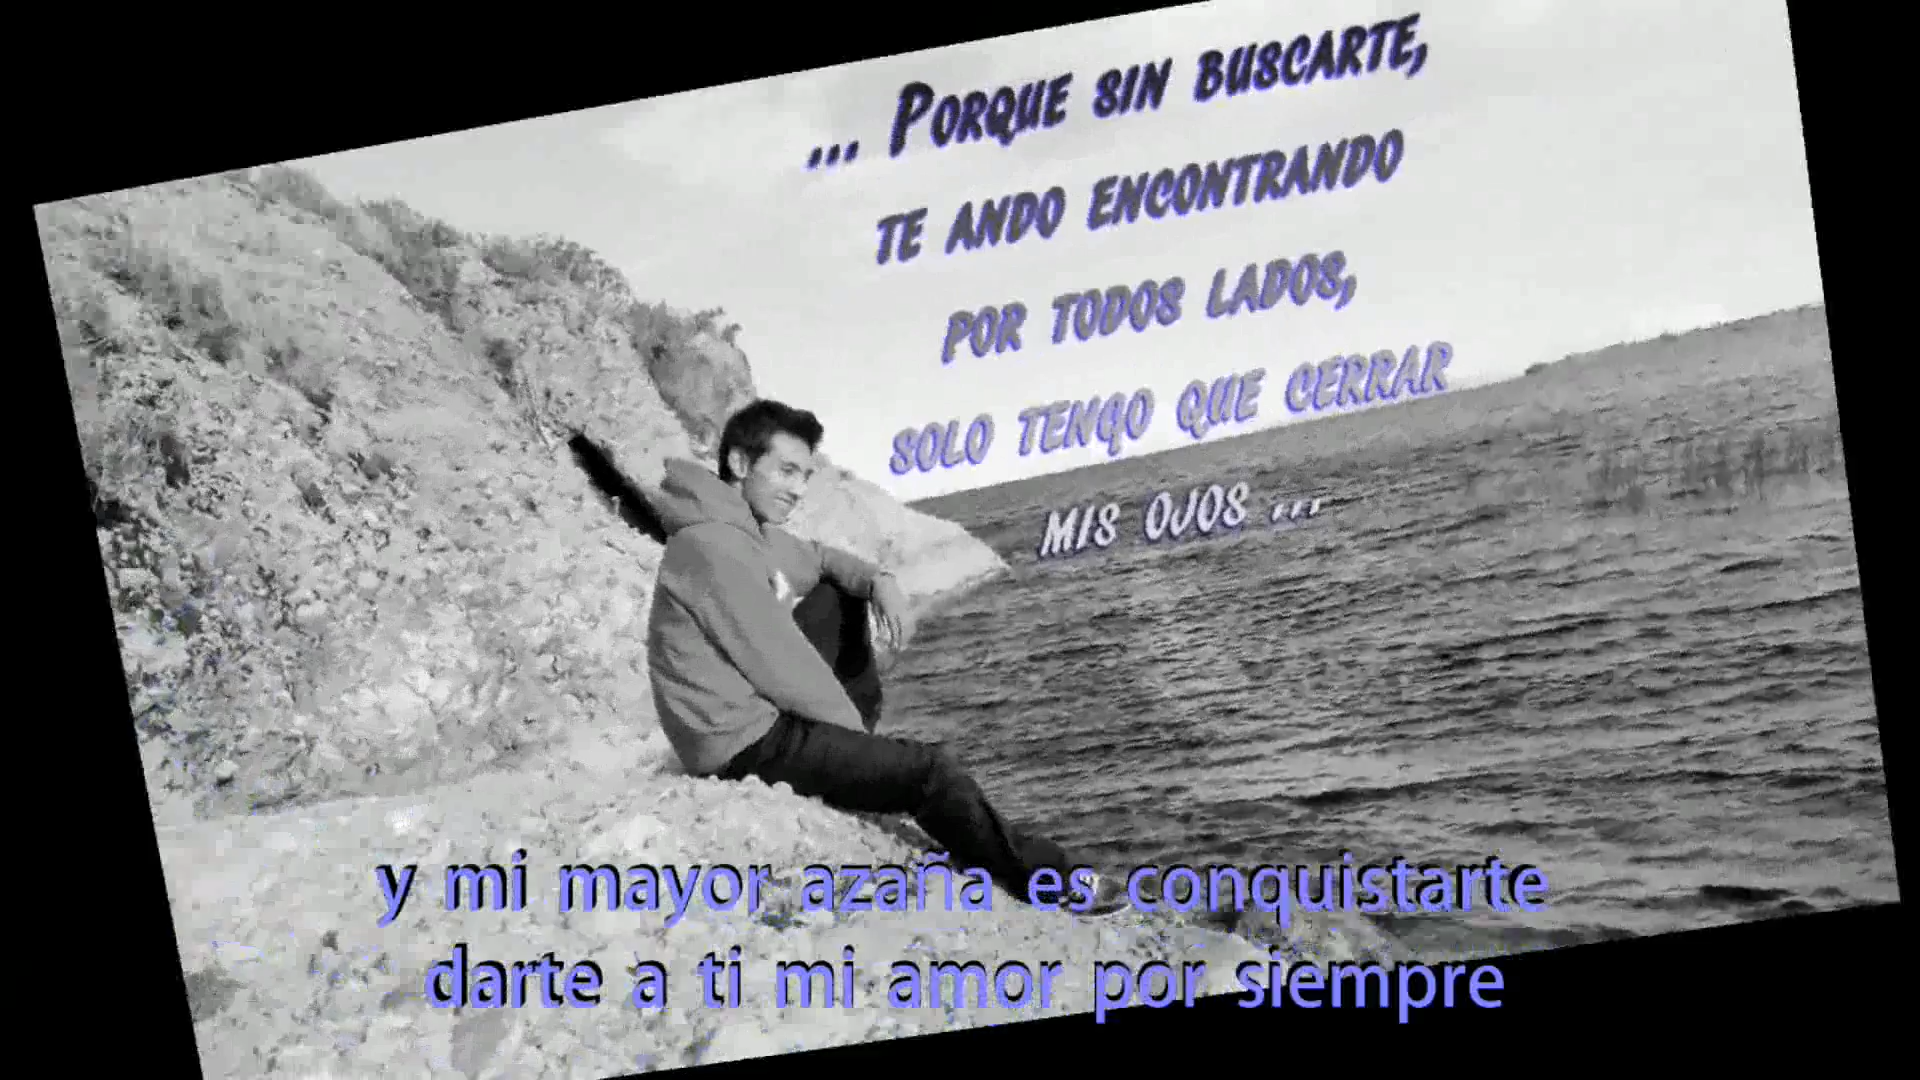 ... PORQUE SIN BUSCARTE,
TE ANDO ENCONTRANDO
POR TODOS LADOS,
SOLO TENGO QUE CERRAR
MIS OJOS ...
y mi mayor azaña es conquistarte
darte a ti mi amor por siempre